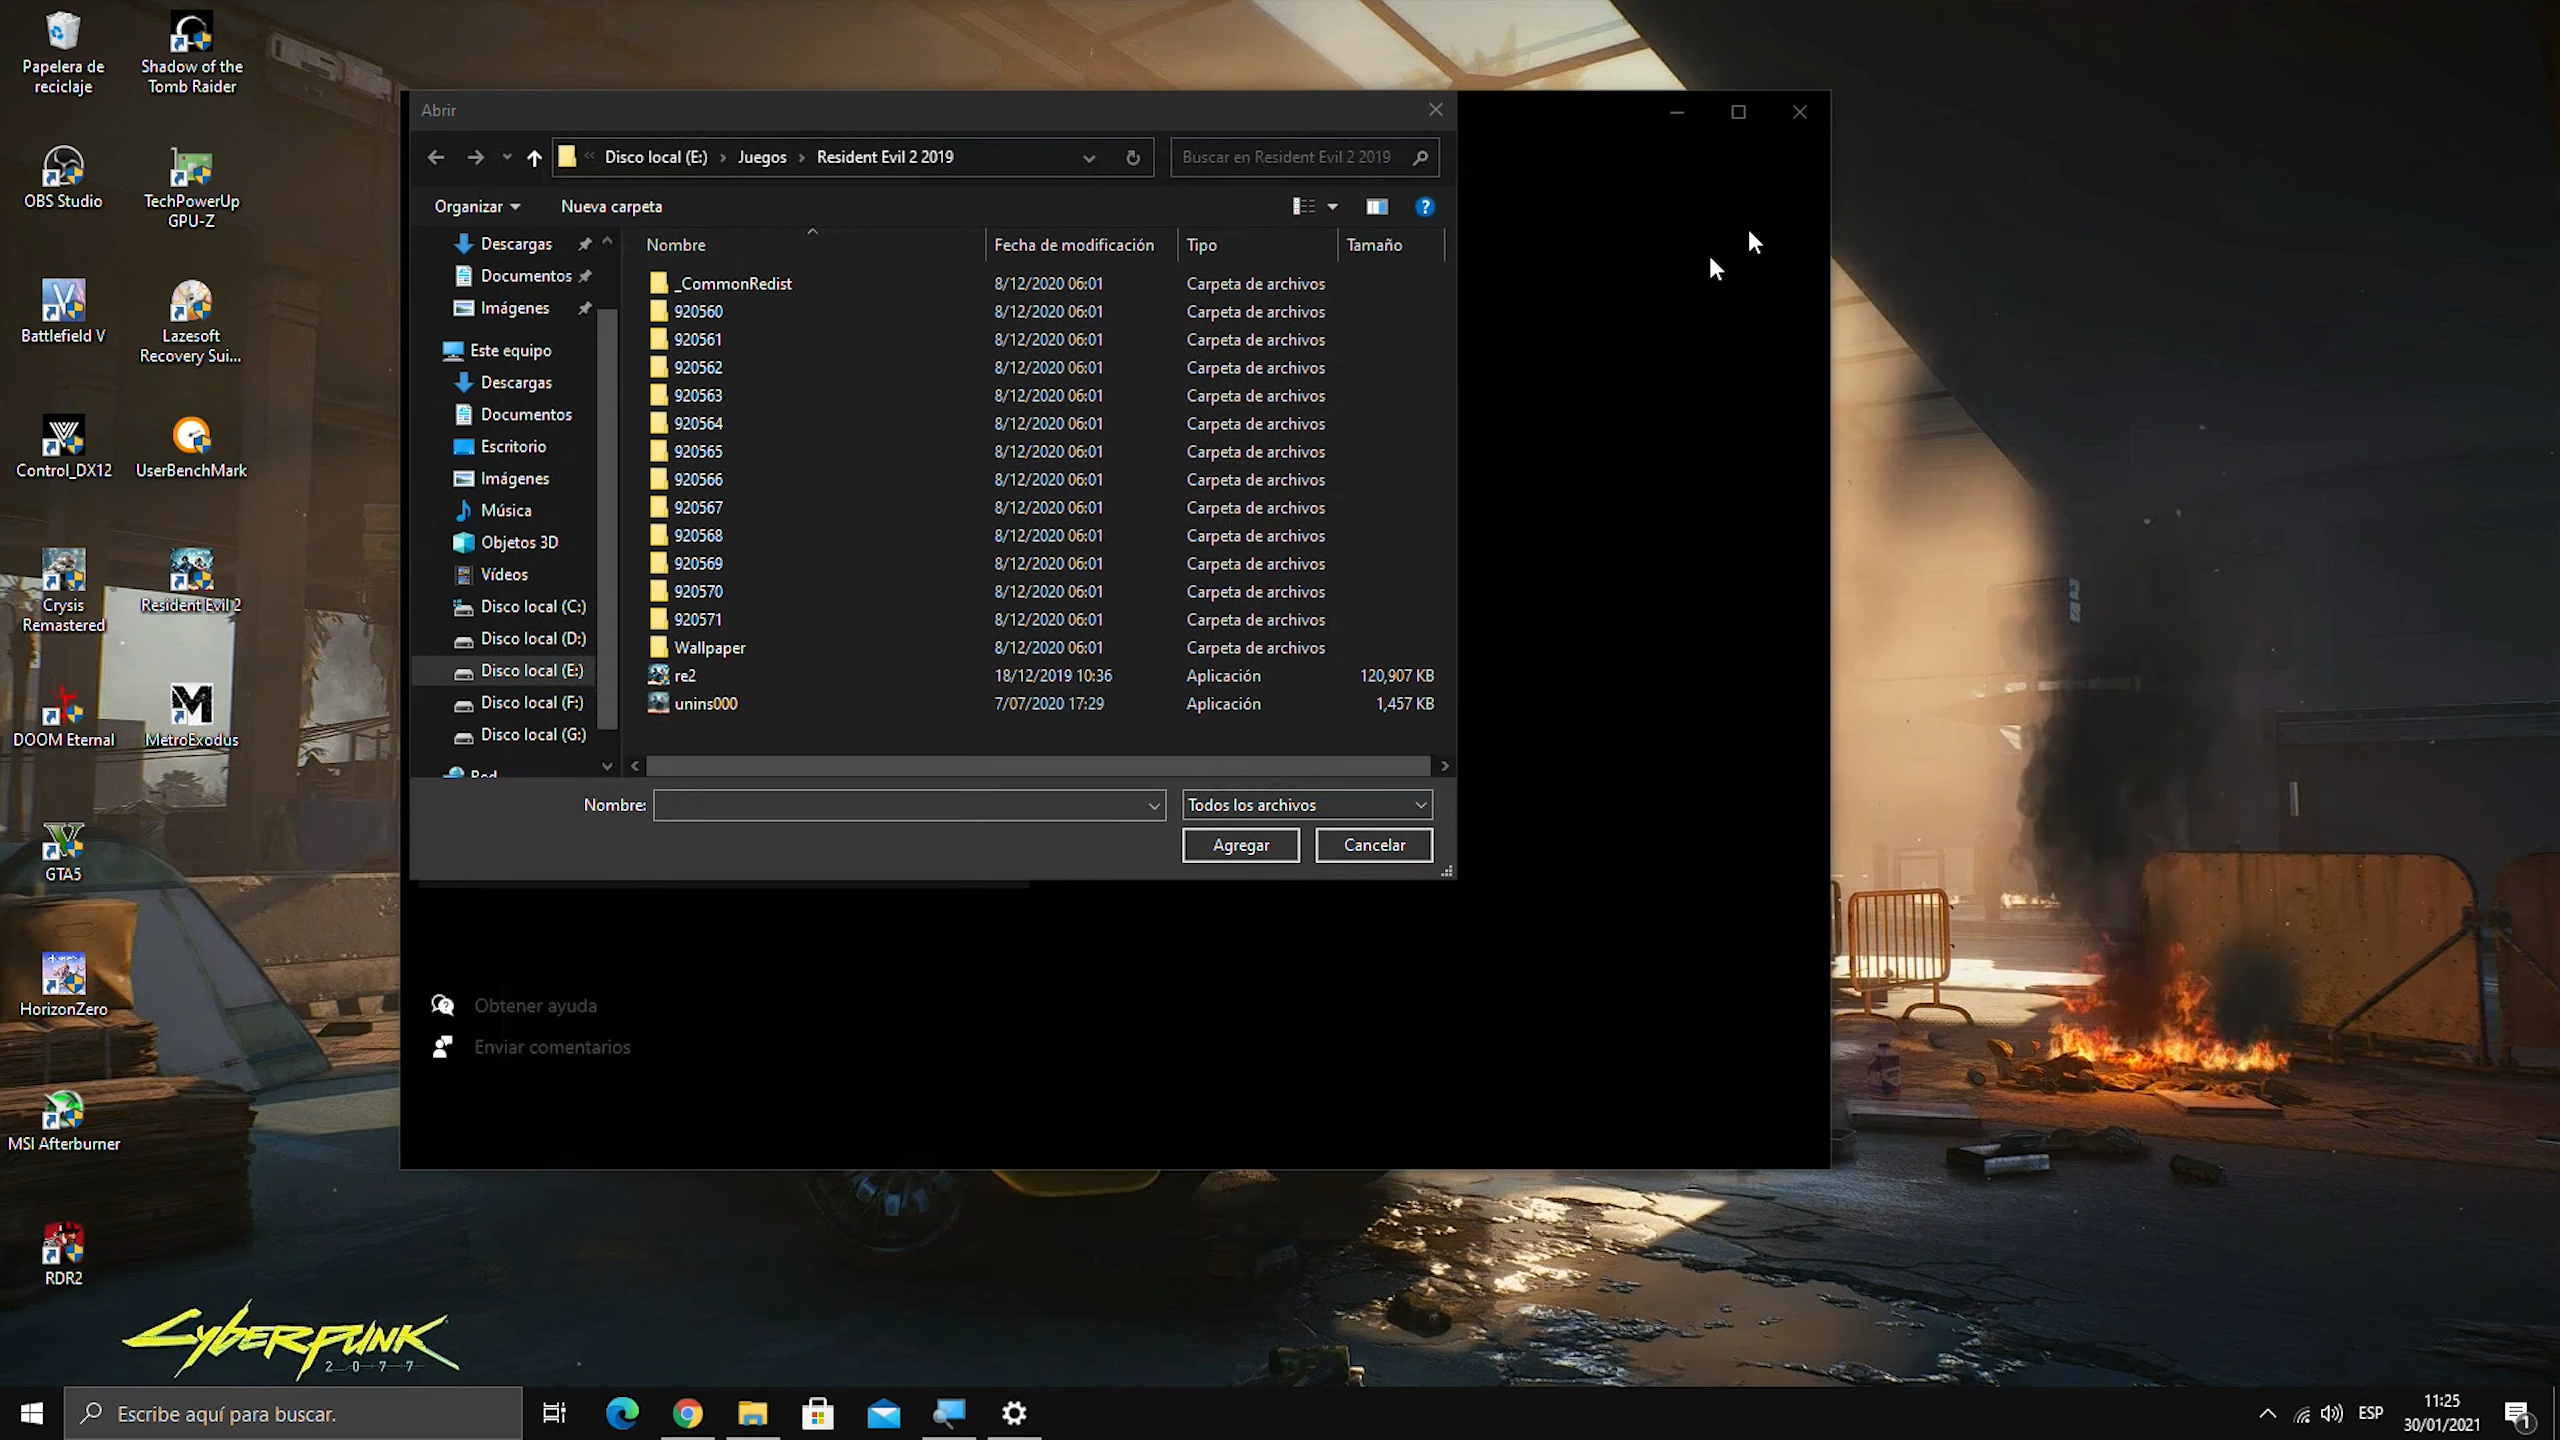 Papelera de
reciclaje
Shadow of the
Tomb Raider
OBS Studio
TechPowerUp
GPU-Z
Battlefield V
Lazesoft
Recovery Sui...
Control_DX12
UserBenchMark
Crysis
Remastered
Resident Evil 2
DOOM Eternal
MetroExodus
GTA5
HorizonZero
MSI Afterburner
RDR2
CYBERPUNK
2077
Abrir
« Disco local (E:) › Juegos › Resident Evil 2 2019
Buscar en Resident Evil 2 2019
Organizar
Nueva carpeta
Descargas
Documentos
Imágenes
Este equipo
Descargas
Documentos
Escritorio
Imágenes
Música
Objetos 3D
Vídeos
Disco local (C:)
Disco local (D:)
Disco local (E:)
Disco local (F:)
Disco local (G:)
Red
Nombre Fecha de modificación Tipo Tamaño
_CommonRedist 8/12/2020 06:01 Carpeta de archivos
920560 8/12/2020 06:01 Carpeta de archivos
920561 8/12/2020 06:01 Carpeta de archivos
920562 8/12/2020 06:01 Carpeta de archivos
920563 8/12/2020 06:01 Carpeta de archivos
920564 8/12/2020 06:01 Carpeta de archivos
920565 8/12/2020 06:01 Carpeta de archivos
920566 8/12/2020 06:01 Carpeta de archivos
920567 8/12/2020 06:01 Carpeta de archivos
920568 8/12/2020 06:01 Carpeta de archivos
920569 8/12/2020 06:01 Carpeta de archivos
920570 8/12/2020 06:01 Carpeta de archivos
920571 8/12/2020 06:01 Carpeta de archivos
Wallpaper 8/12/2020 06:01 Carpeta de archivos
re2 18/12/2019 10:36 Aplicación 120,907 KB
unins000 7/07/2020 17:29 Aplicación 1,457 KB
Nombre:
Todos los archivos
Agregar
Cancelar
Obtener ayuda
Enviar comentarios
Escribe aquí para buscar.
ESP
11:25
30/01/2021
1